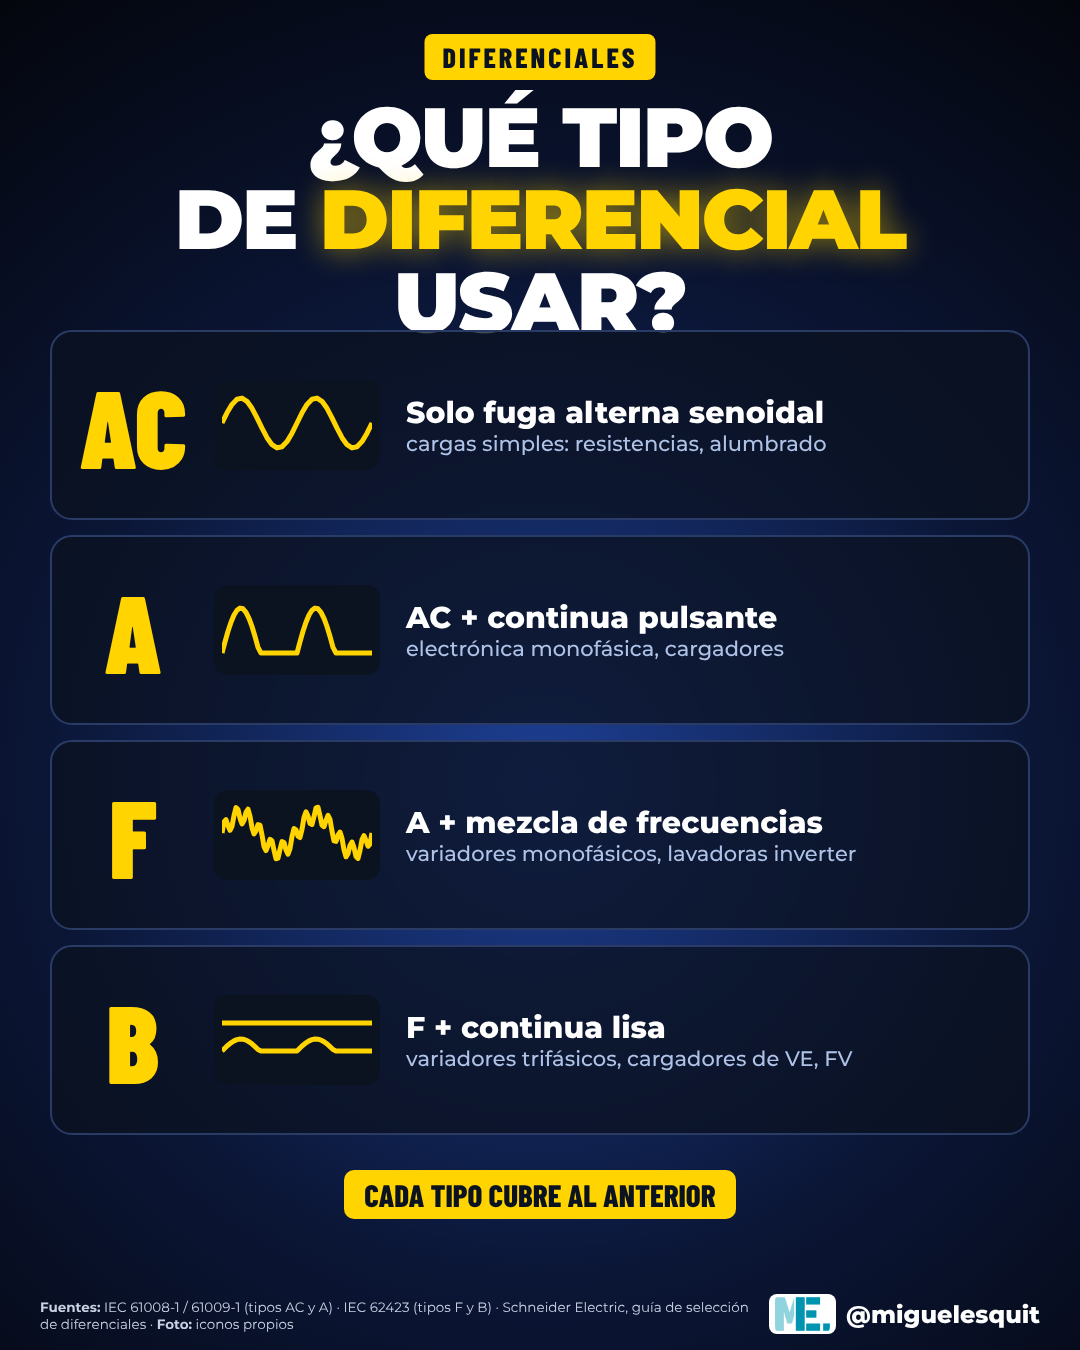 DIFERENCIALES
¿QUÉ TIPO
DE DIFERENCIAL
USAR?
AC
Solo fuga alterna senoidal
cargas simples: resistencias, alumbrado
A
AC + continua pulsante
electrónica monofásica, cargadores
F
A + mezcla de frecuencias
variadores monofásicos, lavadoras inverter
B
F + continua lisa
variadores trifásicos, cargadores de VE, FV
CADA TIPO CUBRE AL ANTERIOR
Fuentes: IEC 61008-1 / 61009-1 (tipos AC y A) · IEC 62423 (tipos F y B) · Schneider Electric, guía de selección
de diferenciales · Foto: iconos propios
ME.
@miguelesquit